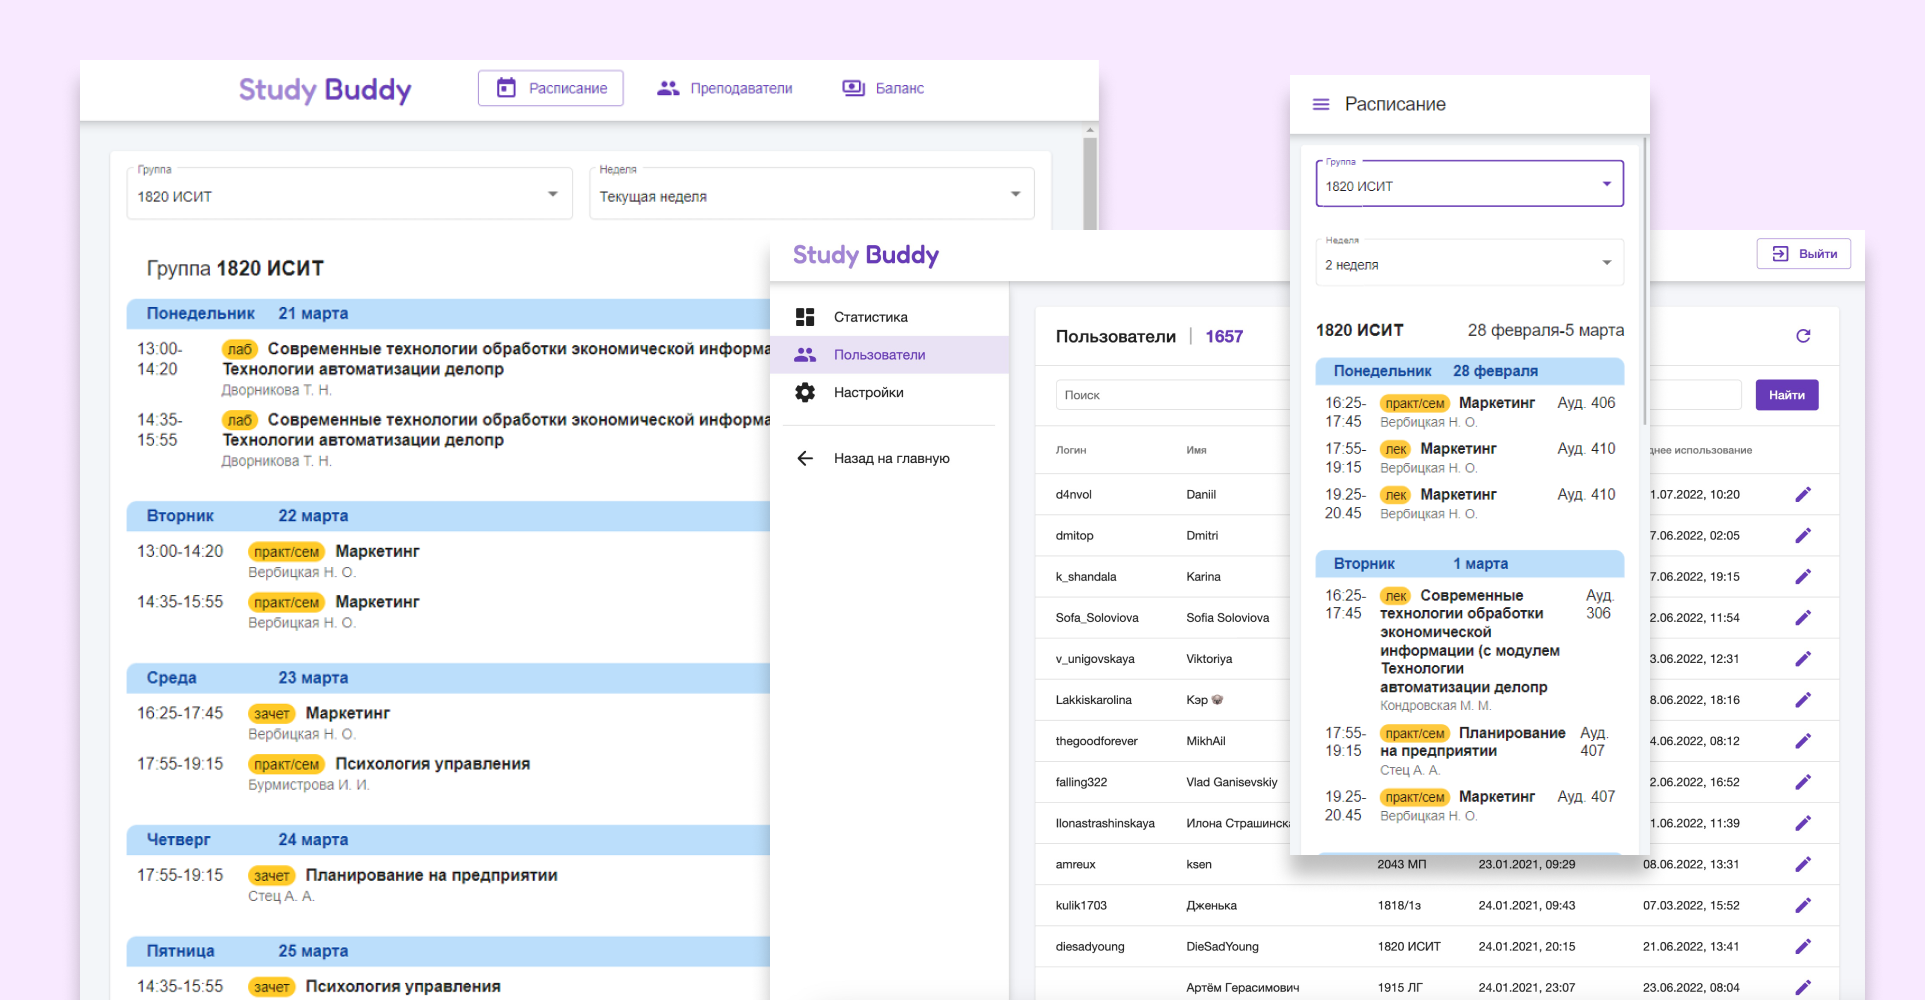 Study Buddy
Расписание
Преподаватели
Баланс
Группа
1820 ИСИТ
Неделя
Текущая неделя
Группа 1820 ИСИТ
Понедельник 21 марта
13:00-
14:20
лаб Современные технологии обработки экономической информа
Технологии автоматизации делопр
Дворникова Т. Н.
14:35-
15:55
лаб Современные технологии обработки экономической информа
Технологии автоматизации делопр
Дворникова Т. Н.
Вторник 22 марта
13:00-14:20 практ/сем Маркетинг
Вербицкая Н. О.
14:35-15:55 практ/сем Маркетинг
Вербицкая Н. О.
Среда 23 марта
16:25-17:45 зачет Маркетинг
Вербицкая Н. О.
17:55-19:15 практ/сем Психология управления
Бурмистрова И. И.
Четверг 24 марта
17:55-19:15 зачет Планирование на предприятии
Стец А. А.
Пятница 25 марта
14:35-15:55 зачет Психология управления
Study Buddy
Выйти
Статистика
Пользователи
Настройки
Назад на главную
Пользователи | 1657
Поиск
Найти
Логин Имя днее использование
d4nvol Daniil 1.07.2022, 10:20
dmitop Dmitri 7.06.2022, 02:05
k_shandala Karina 7.06.2022, 19:15
Sofa_Soloviova Sofia Soloviova 2.06.2022, 11:54
v_unigovskaya Viktoriya 3.06.2022, 12:31
Lakkiskarolina Кэр 8.06.2022, 18:16
thegoodforever MikhAil 4.06.2022, 08:12
falling322 Vlad Ganisevskiy 2.06.2022, 16:52
Ilonastrashinskaya Илона Страшинска 1.06.2022, 11:39
amreux ksen 2043 МП 23.01.2021, 09:29 08.06.2022, 13:31
kulik1703 Дженька 1818/1з 24.01.2021, 09:43 07.03.2022, 15:52
diesadyoung DieSadYoung 1820 ИСИТ 24.01.2021, 20:15 21.06.2022, 13:41
Артём Герасимович 1915 ЛГ 24.01.2021, 23:07 23.06.2022, 08:04
Расписание
Группа
1820 ИСИТ
Неделя
2 неделя
1820 ИСИТ 28 февраля-5 марта
Понедельник 28 февраля
16:25-
17:45
практ/сем Маркетинг Ауд. 406
Вербицкая Н. О.
17:55-
19:15
лек Маркетинг Ауд. 410
Вербицкая Н. О.
19.25-
20.45
лек Маркетинг Ауд. 410
Вербицкая Н. О.
Вторник 1 марта
16:25-
17:45
лек Современные
технологии обработки
экономической
информации (с модулем
Технологии
автоматизации делопр
Ауд.
306
Кондровская М. М.
17:55-
19:15
практ/сем Планирование
на предприятии
Ауд.
407
Стец А. А.
19.25-
20.45
практ/сем Маркетинг Ауд. 407
Вербицкая Н. О.